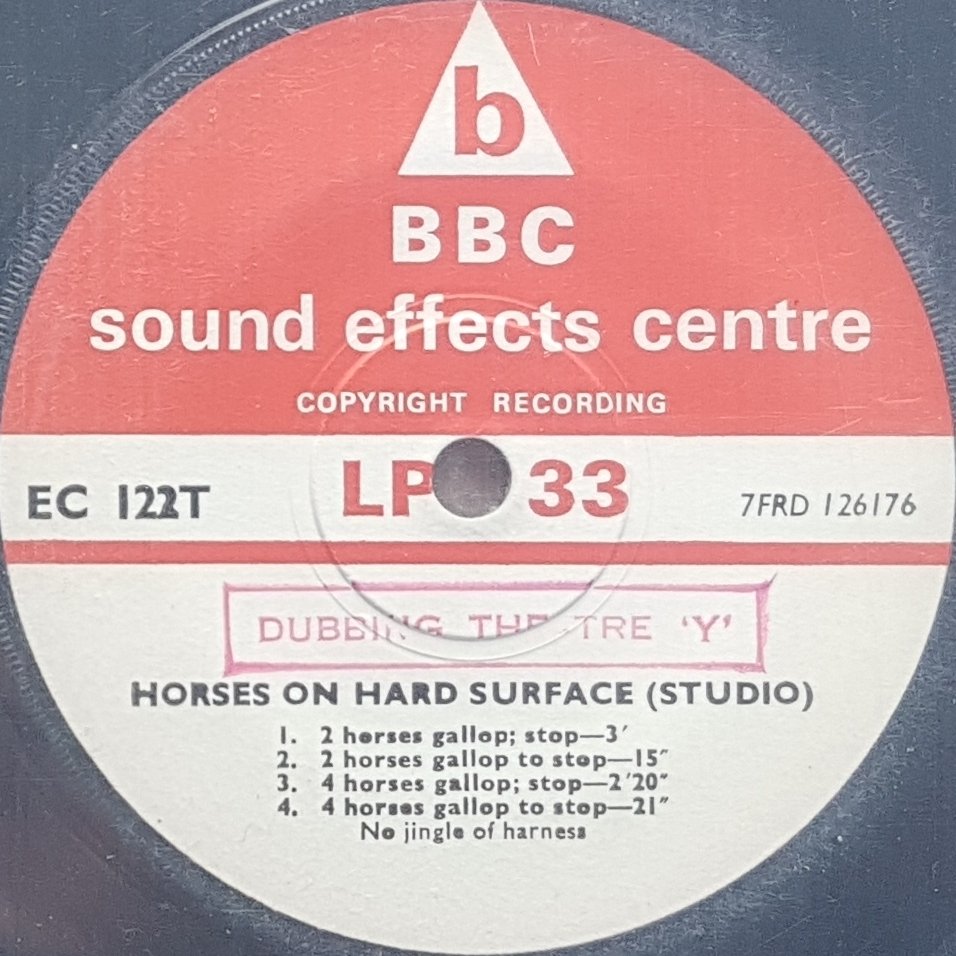 b
BBC
sound effects centre
COPYRIGHT RECORDING
LP 33
EC 122T
7FRD 126176
DUBBING THEATRE 'Y'
HORSES ON HARD SURFACE (STUDIO)
1. 2 horses gallop; stop—3′
2. 2 horses gallop to stop—15″
3. 4 horses gallop; stop—2′20″
4. 4 horses gallop to stop—21″
No jingle of harness